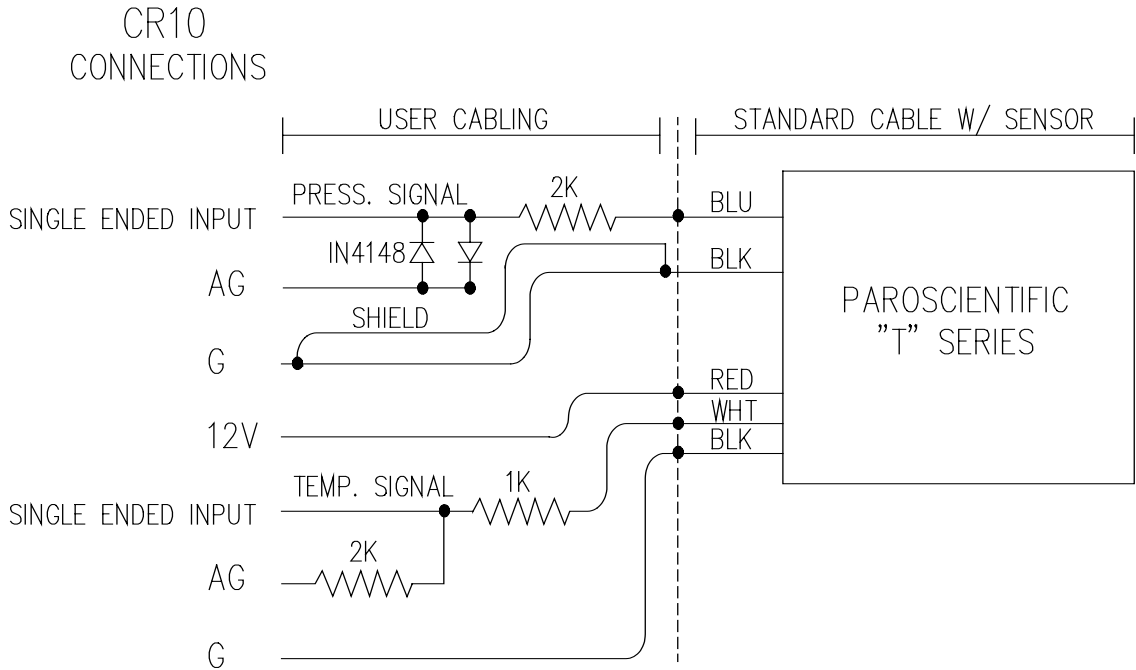 CR10
CONNECTIONS
USER CABLING
STANDARD CABLE W/ SENSOR
PRESS. SIGNAL
2K
BLU
SINGLE ENDED INPUT
IN4148
BLK
AG
SHIELD
G
PAROSCIENTIFIC
"T" SERIES
RED
WHT
12V
BLK
TEMP. SIGNAL
1K
SINGLE ENDED INPUT
2K
AG
G